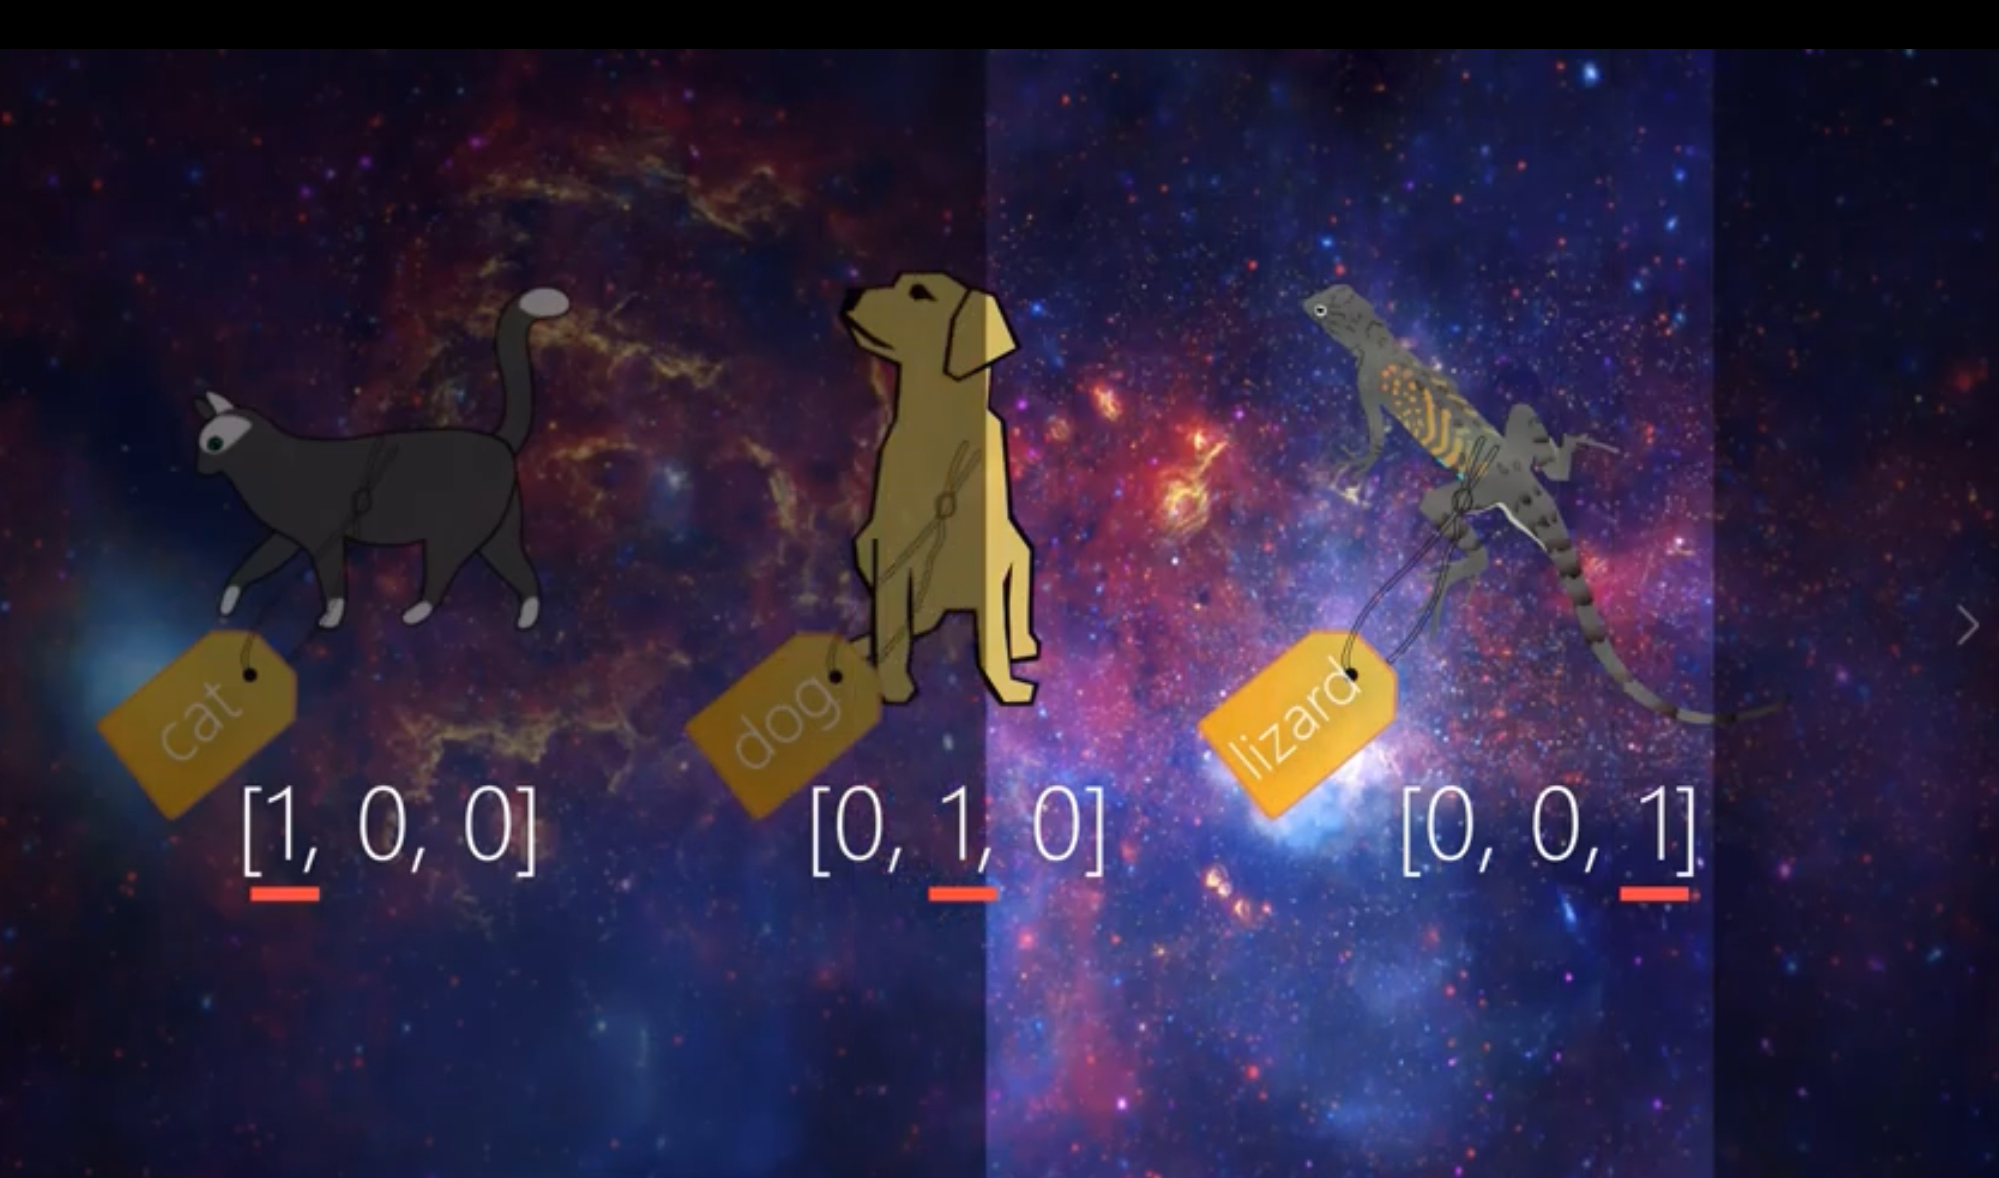 cat
dog
lizard
[1, 0, 0]
[0, 1, 0]
[0, 0, 1]